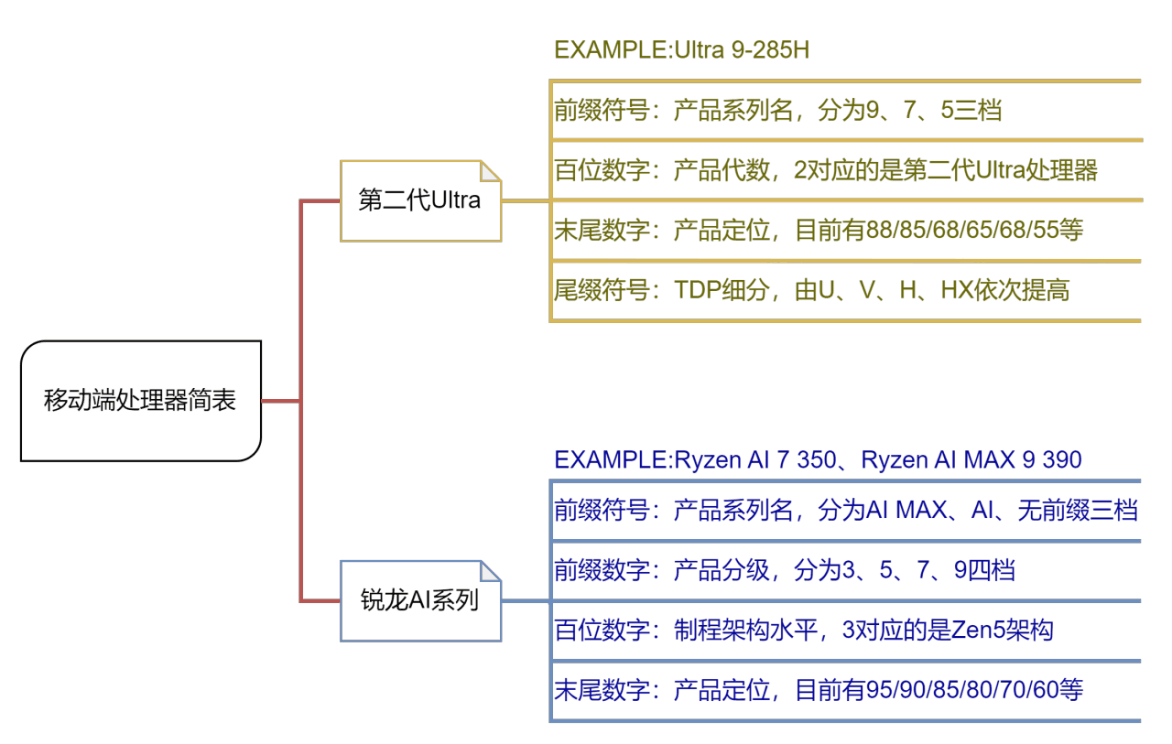 移动端处理器简表
第二代Ultra
EXAMPLE:Ultra 9-285H
前缀符号：产品系列名，分为9、7、5三档
百位数字：产品代数，2对应的是第二代Ultra处理器
末尾数字：产品定位，目前有88/85/68/65/68/55等
尾缀符号：TDP细分，由U、V、H、HX依次提高
锐龙AI系列
EXAMPLE:Ryzen AI 7 350、Ryzen AI MAX 9 390
前缀符号：产品系列名，分为AI MAX、AI、无前缀三档
前缀数字：产品分级，分为3、5、7、9四档
百位数字：制程架构水平，3对应的是Zen5架构
末尾数字：产品定位，目前有95/90/85/80/70/60等